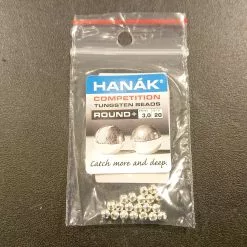 HANÁK®
COMPETITION
TUNGSTEN BEADS
ROUND+
3,0 20
Catch more and deep.